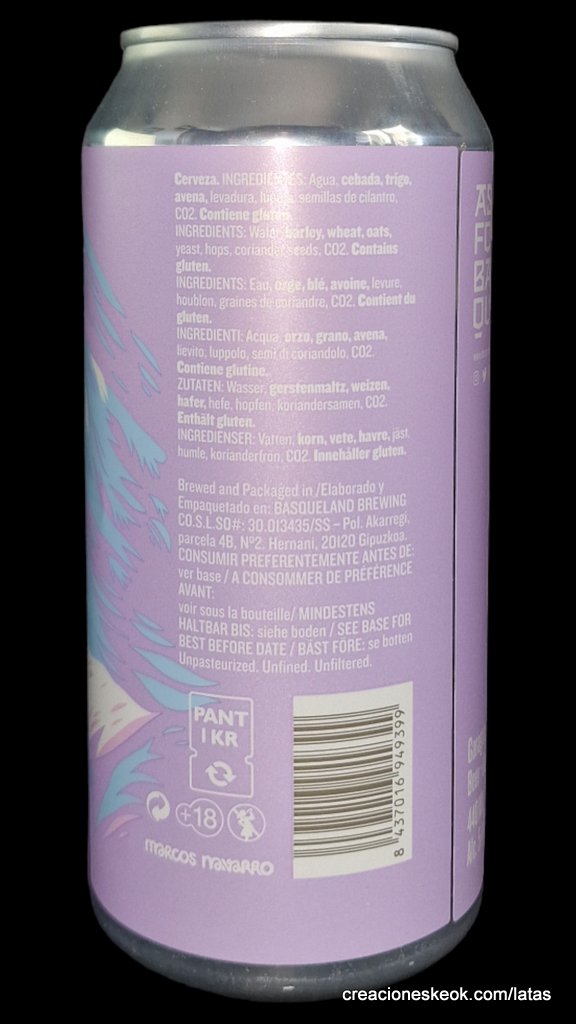 Cerveza. INGREDIENTES: Agua, cebada, trigo,
avena, levadura, lúpulo, semillas de cilantro,
CO2. Contiene gluten.
INGREDIENTS: Water, barley, wheat, oats,
yeast, hops, coriander seeds, CO2. Contains
gluten.
INGREDIENTS: Eau, orge, blé, avoine, levure,
houblon, graines de coriandre, CO2. Contient du
gluten.
INGREDIENTI: Acqua, orzo, grano, avena,
lievito, luppolo, semi di coriandolo, CO2.
Contiene glutine.
ZUTATEN: Wasser, gerstenmaltz, weizen,
hafer, hefe, hopfen, koriandersamen, CO2.
Enthält gluten.
INGREDIENSER: Vatten, korn, vete, havre, jäst,
humle, korianderfrön, CO2. Innehåller gluten.
Brewed and Packaged in /Elaborado y
Empaquetado en: BASQUELAND BREWING
CO.S.L.SO#: 30.013435/SS – Pol. Akarregi,
parcela 4B, Nº2. Hernani, 20120 Gipuzkoa.
CONSUMIR PREFERENTEMENTE ANTES DE:
ver base / A CONSOMMER DE PRÉFÉRENCE
AVANT:
voir sous la bouteille/ MINDESTENS
HALTBAR BIS: siehe boden / SEE BASE FOR
BEST BEFORE DATE / BÄST FÖRE: se botten
Unpasteurized. Unfined. Unfiltered.
PANT
1 KR
+18
MARCOS NAVARRO
8 437016 949399
AS
FC
BA
QU
creacioneskeok.com/latas